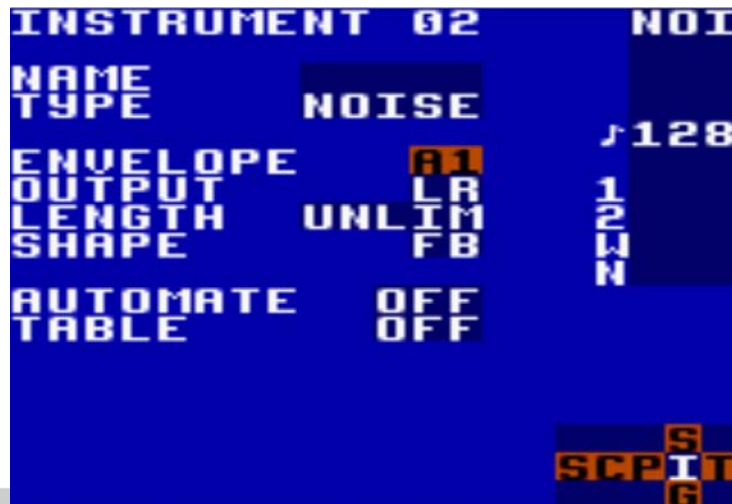 INSTRUMENT 02 NOI
NAME
TYPE NOISE
♪128
ENVELOPE A1
OUTPUT LR 1
LENGTH UNLIM 2
SHAPE FB W
N
AUTOMATE OFF
TABLE OFF
S
SCPIT
G